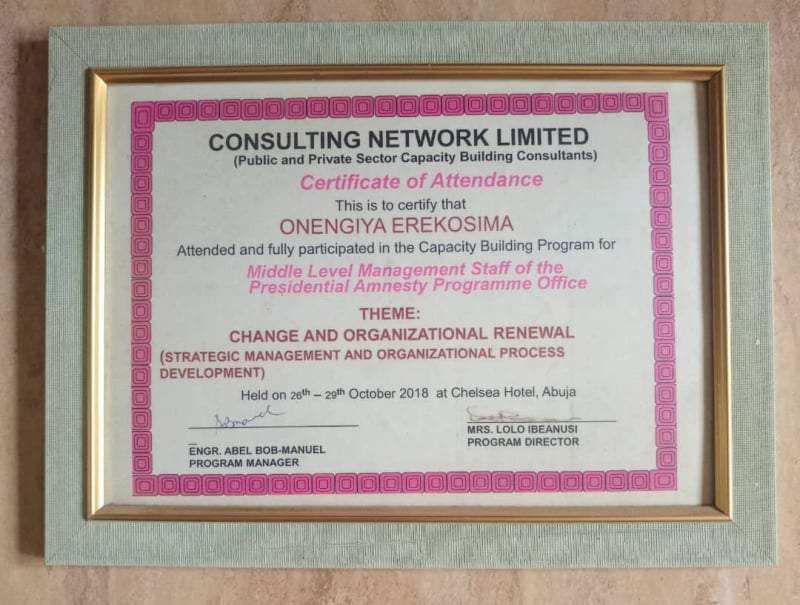 CONSULTING NETWORK LIMITED
(Public and Private Sector Capacity Building Consultants)
Certificate of Attendance
This is to certify that
ONENGIYA EREKOSIMA
Attended and fully participated in the Capacity Building Program for
Middle Level Management Staff of the
Presidential Amnesty Programme Office
THEME:
CHANGE AND ORGANIZATIONAL RENEWAL
(STRATEGIC MANAGEMENT AND ORGANIZATIONAL PROCESS
DEVELOPMENT)
Held on 26th – 29th October 2018 at Chelsea Hotel, Abuja
ENGR. ABEL BOB-MANUEL
PROGRAM MANAGER
MRS. LOLO IBEANUSI
PROGRAM DIRECTOR